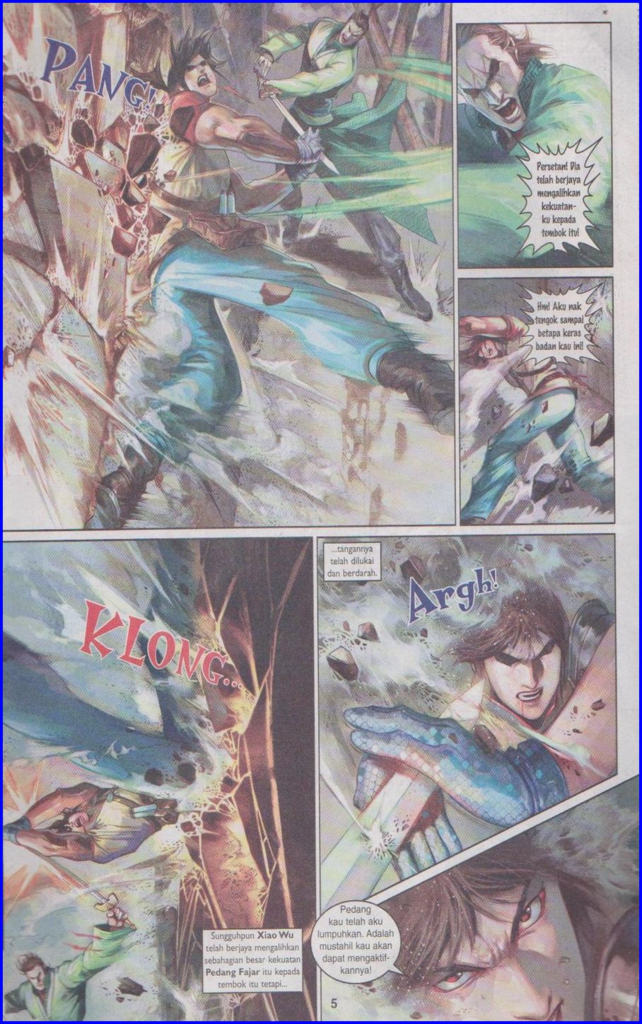 PANG!
Persetan! Dia
telah berjaya
mengalihkan
kekuatan-
ku kepada
tembok itu!
Hm! Aku nak
tengok sampai
betapa keras
badan kau ini!
KLONG...
Sungguhpun Xiao Wu
telah berjaya mengalihkan
sebahagian besar kekuatan
Pedang Fajar itu kepada
tembok itu tetapi...
...tangannya
telah dilukai
dan berdarah.
Argh!
Pedang
kau telah aku
lumpuhkan. Adalah
mustahil kau akan
dapat mengaktif-
kannya!
5